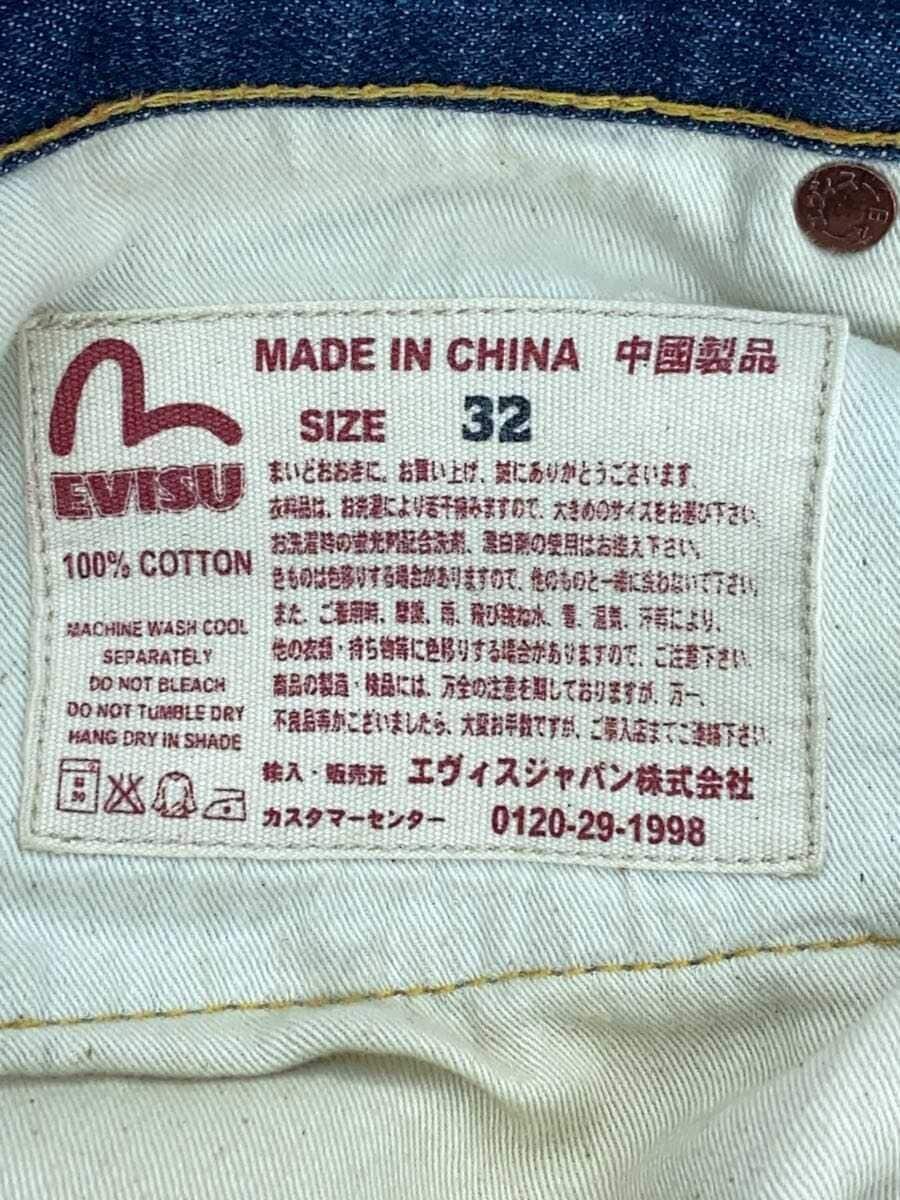 MADE IN CHINA 中國製品
SIZE 32
EVISU
100% COTTON
MACHINE WASH COOL
SEPARATELY
DO NOT BLEACH
DO NOT TUMBLE DRY
HANG DRY IN SHADE
まいどおおきに。お買い上げ、誠にありがとうございます。
衣料品は、お洗濯により若干縮みますので、大きめのサイズをお選び下さい。
お洗濯時の蛍光剤配合洗剤、漂白剤の使用はお控え下さい。
色ものは色移りする場合がありますので、他のものと一緒に洗わないで下さい。
また、ご着用時、摩擦、雨、飛び跳ね水、雪、湿気、汗等により、
他の衣類・持ち物等に色移りする場合がありますので、ご注意下さい。
商品の製造・検品には、万全の注意を期しておりますが、万一、
不良品等がございましたら、大変お手数ですが、ご購入店までご連絡下さい。
輸入・販売元 エヴィスジャパン株式会社
カスタマーセンター 0120-29-1998